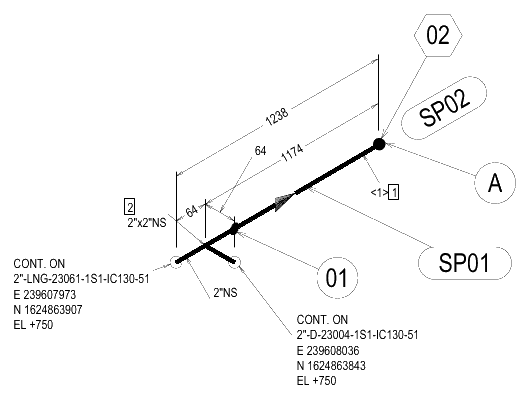 02
SP02
1238
1174
64
A
<1> 1
2
2"x2"NS
64
SP01
CONT. ON
2"-LNG-23061-1S1-IC130-51
E 239607973
N 1624863907
EL +750
2"NS
01
CONT. ON
2"-D-23004-1S1-IC130-51
E 239608036
N 1624863843
EL +750